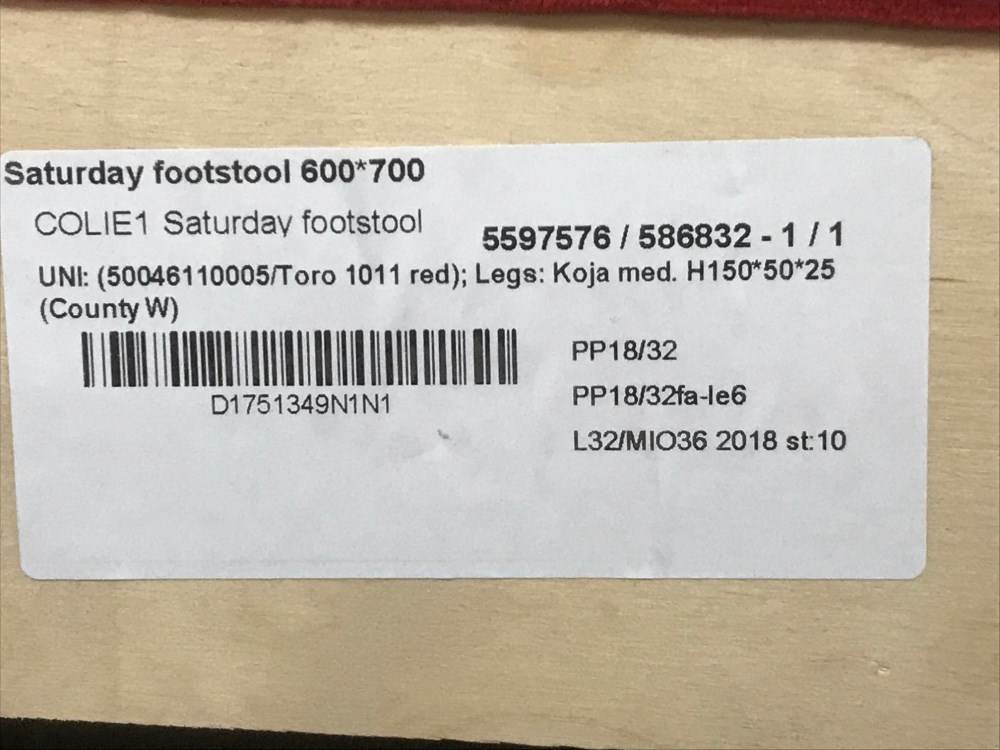 Saturday footstool 600*700
COLIE1 Saturday footstool
5597576 / 586832 - 1 / 1
UNI: (50046110005/Toro 1011 red); Legs: Koja med. H150*50*25
(County W)
D1751349N1N1
PP18/32
PP18/32fa-le6
L32/MIO36 2018 st:10